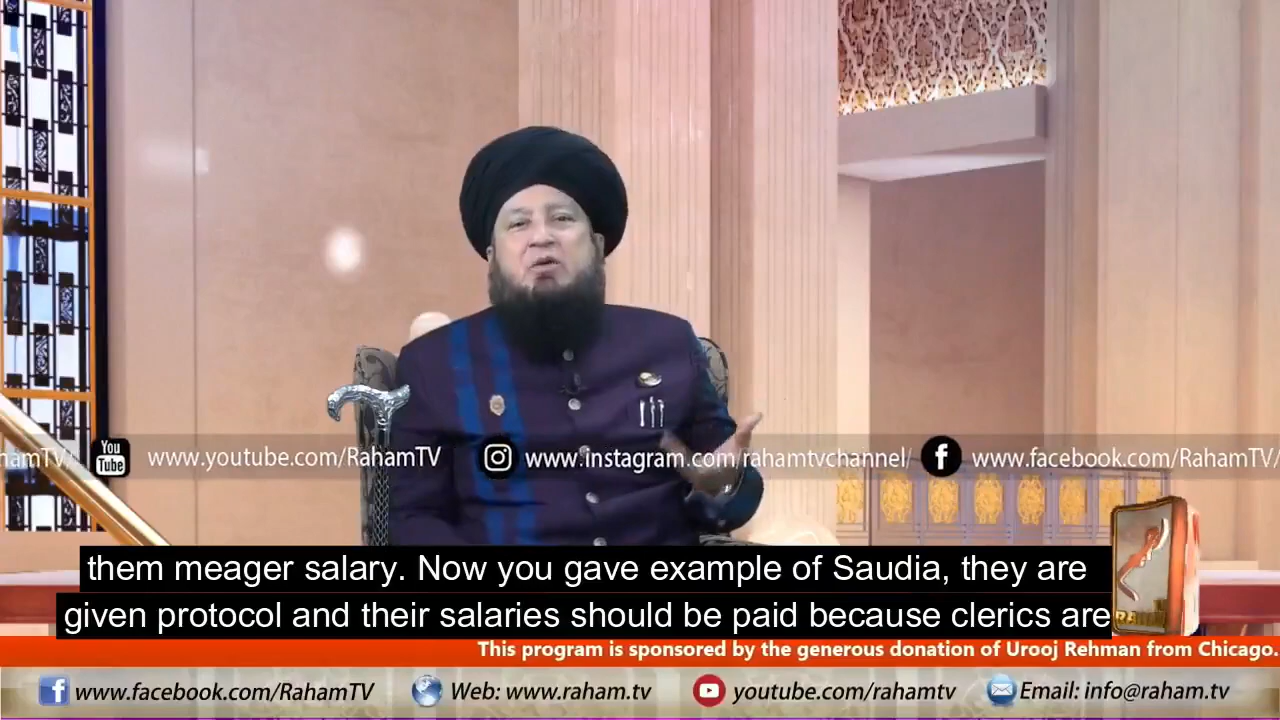 hamTV
You
Tube
www.youtube.com/RahamTV
www.instagram.com/rahamtvchannel/
www.facebook.com/RahamTV/
them meager salary. Now you gave example of Saudia, they are
given protocol and their salaries should be paid because clerics are
This program is sponsored by the generous donation of Urooj Rehman from Chicago.
www.facebook.com/RahamTV
Web: www.raham.tv
youtube.com/rahamtv
Email: info@raham.tv